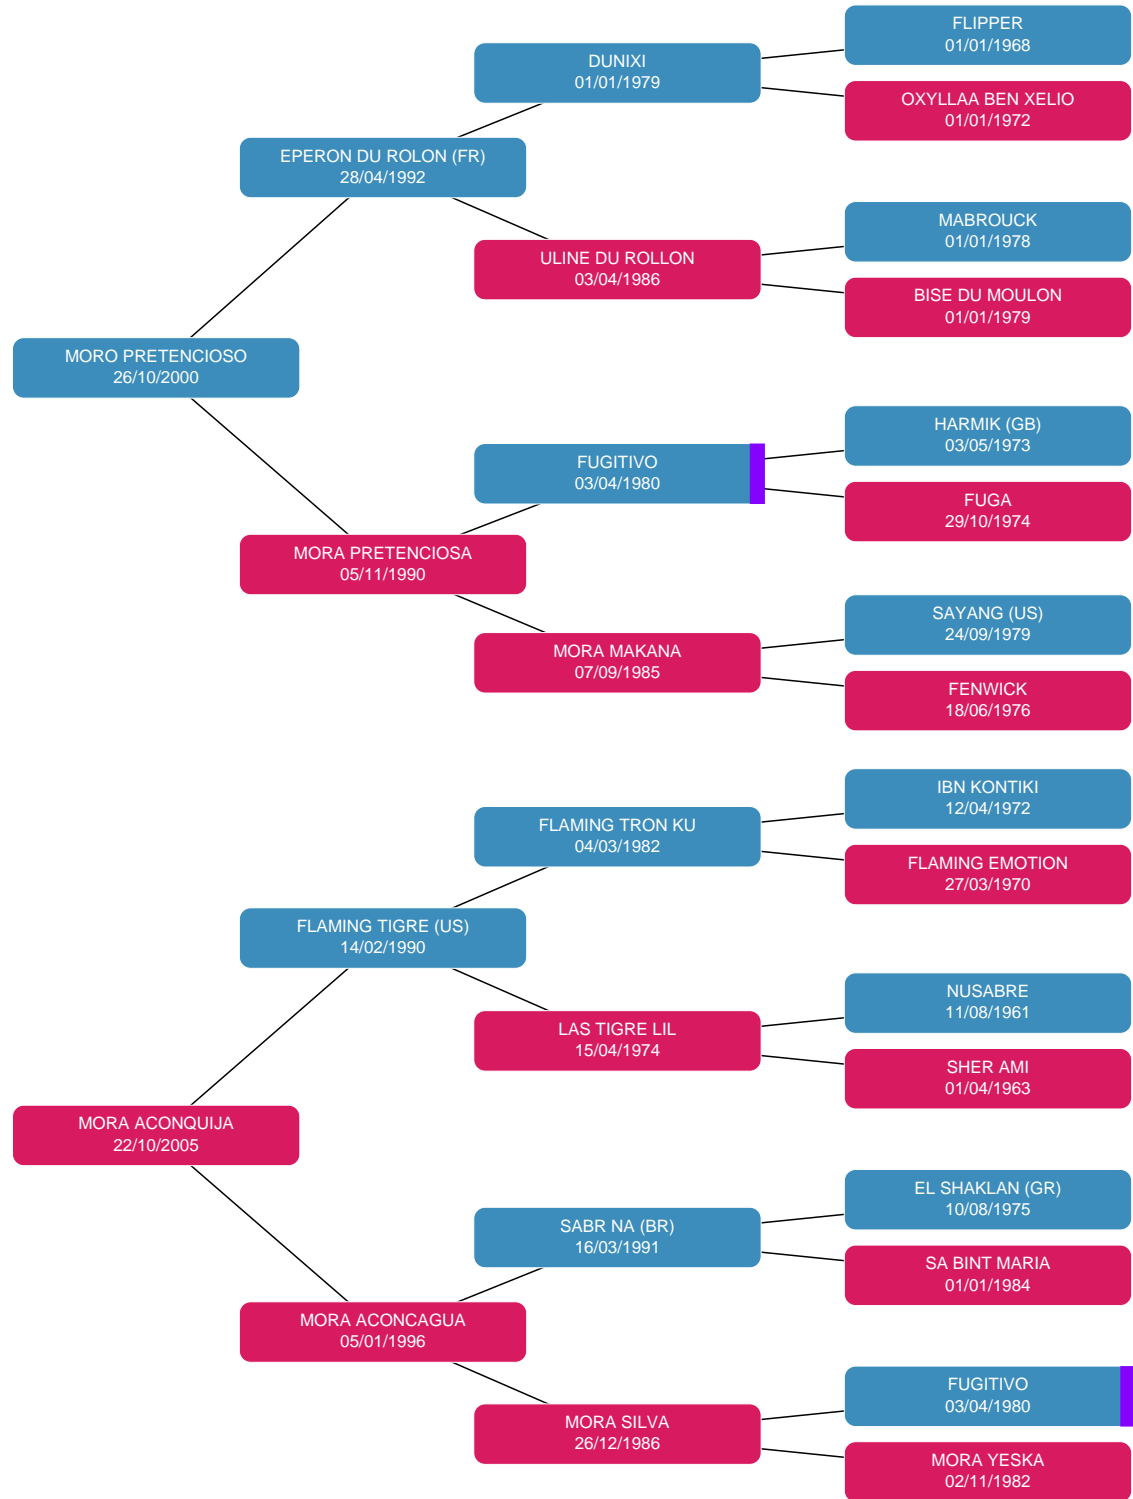 FLIPPER
01/01/1968
DUNIXI
01/01/1979
OXYLLAA BEN XELIO
01/01/1972
EPERON DU ROLON (FR)
28/04/1992
MABROUCK
01/01/1978
ULINE DU ROLLON
03/04/1986
BISE DU MOULON
01/01/1979
MORO PRETENCIOSO
26/10/2000
HARMIK (GB)
03/05/1973
FUGITIVO
03/04/1980
FUGA
29/10/1974
MORA PRETENCIOSA
05/11/1990
SAYANG (US)
24/09/1979
MORA MAKANA
07/09/1985
FENWICK
18/06/1976
IBN KONTIKI
12/04/1972
FLAMING TRON KU
04/03/1982
FLAMING EMOTION
27/03/1970
FLAMING TIGRE (US)
14/02/1990
NUSABRE
11/08/1961
LAS TIGRE LIL
15/04/1974
SHER AMI
01/04/1963
MORA ACONQUIJA
22/10/2005
EL SHAKLAN (GR)
10/08/1975
SABR NA (BR)
16/03/1991
SA BINT MARIA
01/01/1984
MORA ACONCAGUA
05/01/1996
FUGITIVO
03/04/1980
MORA SILVA
26/12/1986
MORA YESKA
02/11/1982